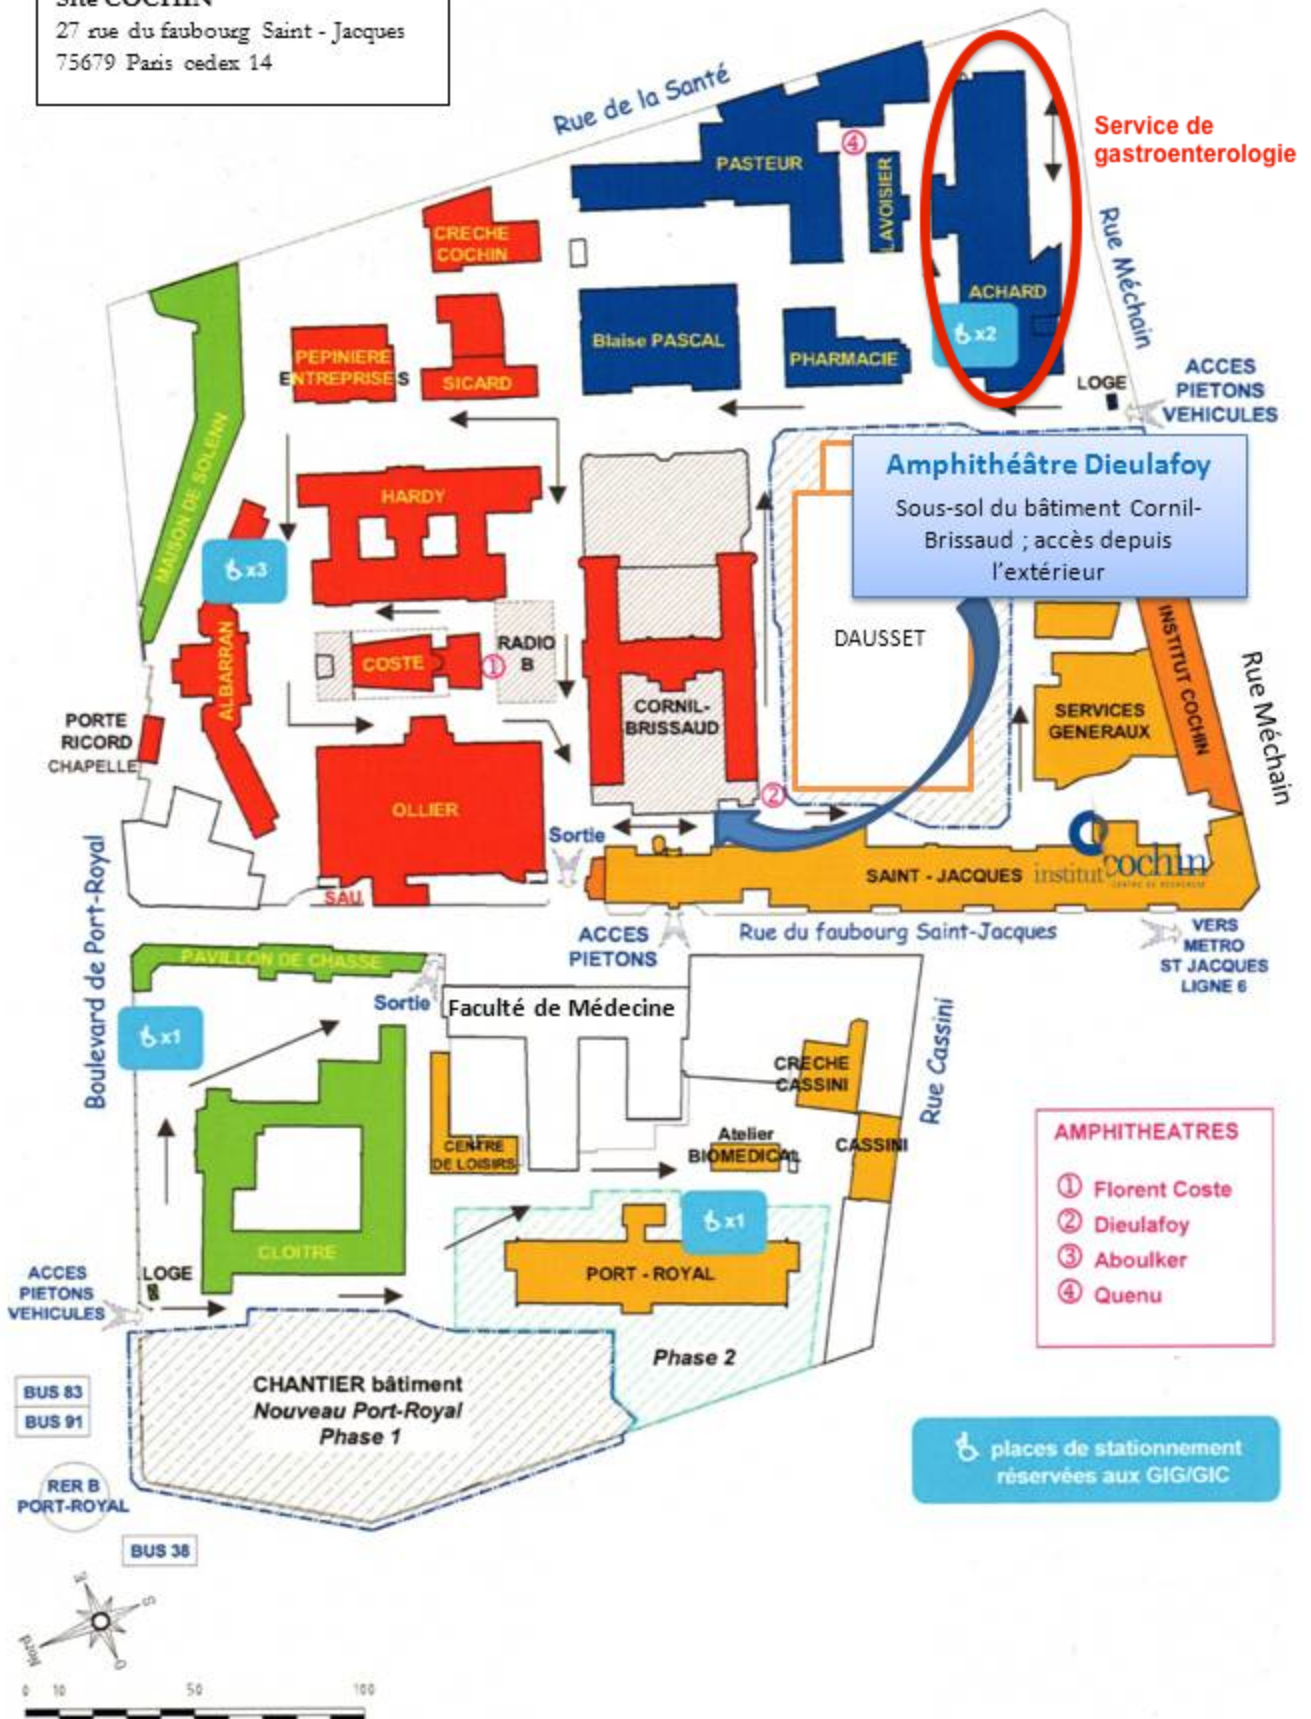 Site COCHIN
27 rue du faubourg Saint - Jacques
75679 Paris cedex 14
Rue de la Santé
Service de
gastroenterologie
PASTEUR
④
LAVOISIER
CRECHE
COCHIN
Rue Méchain
ACHARD
x2
Blaise PASCAL
PHARMACIE
PEPINIERE
ENTREPRISES
SICARD
LOGE
ACCES
PIETONS
VEHICULES
MAISON DE SOLENN
HARDY
Amphithéâtre Dieulafoy
Sous-sol du bâtiment Cornil-
Brissaud ; accès depuis
l'extérieur
x3
ALBARRAN
COSTE
①
RADIO
B
DAUSSET
INSTITUT COCHIN
Rue Méchain
CORNIL-
BRISSAUD
SERVICES
GENERAUX
PORTE
RICORD
CHAPELLE
OLLIER
②
Sortie
SAU
SAINT - JACQUES
institut cochin
Boulevard de Port-Royal
ACCES
PIETONS
Rue du faubourg Saint-Jacques
VERS
METRO
ST JACQUES
LIGNE 6
PAVILLON DE CHASSE
Sortie
Faculté de Médecine
x1
Rue Cassini
CRECHE
CASSINI
CENTRE
DE LOISIRS
Atelier
BIOMEDICAL
CASSINI
AMPHITHEATRES
① Florent Coste
② Dieulafoy
③ Aboulker
④ Quenu
x1
CLOITRE
PORT - ROYAL
LOGE
ACCES
PIETONS
VEHICULES
Phase 2
CHANTIER bâtiment
Nouveau Port-Royal
Phase 1
BUS 83
BUS 91
places de stationnement
réservées aux GIG/GIC
RER B
PORT-ROYAL
BUS 38
E
S
Nord
O
0 10 50 100